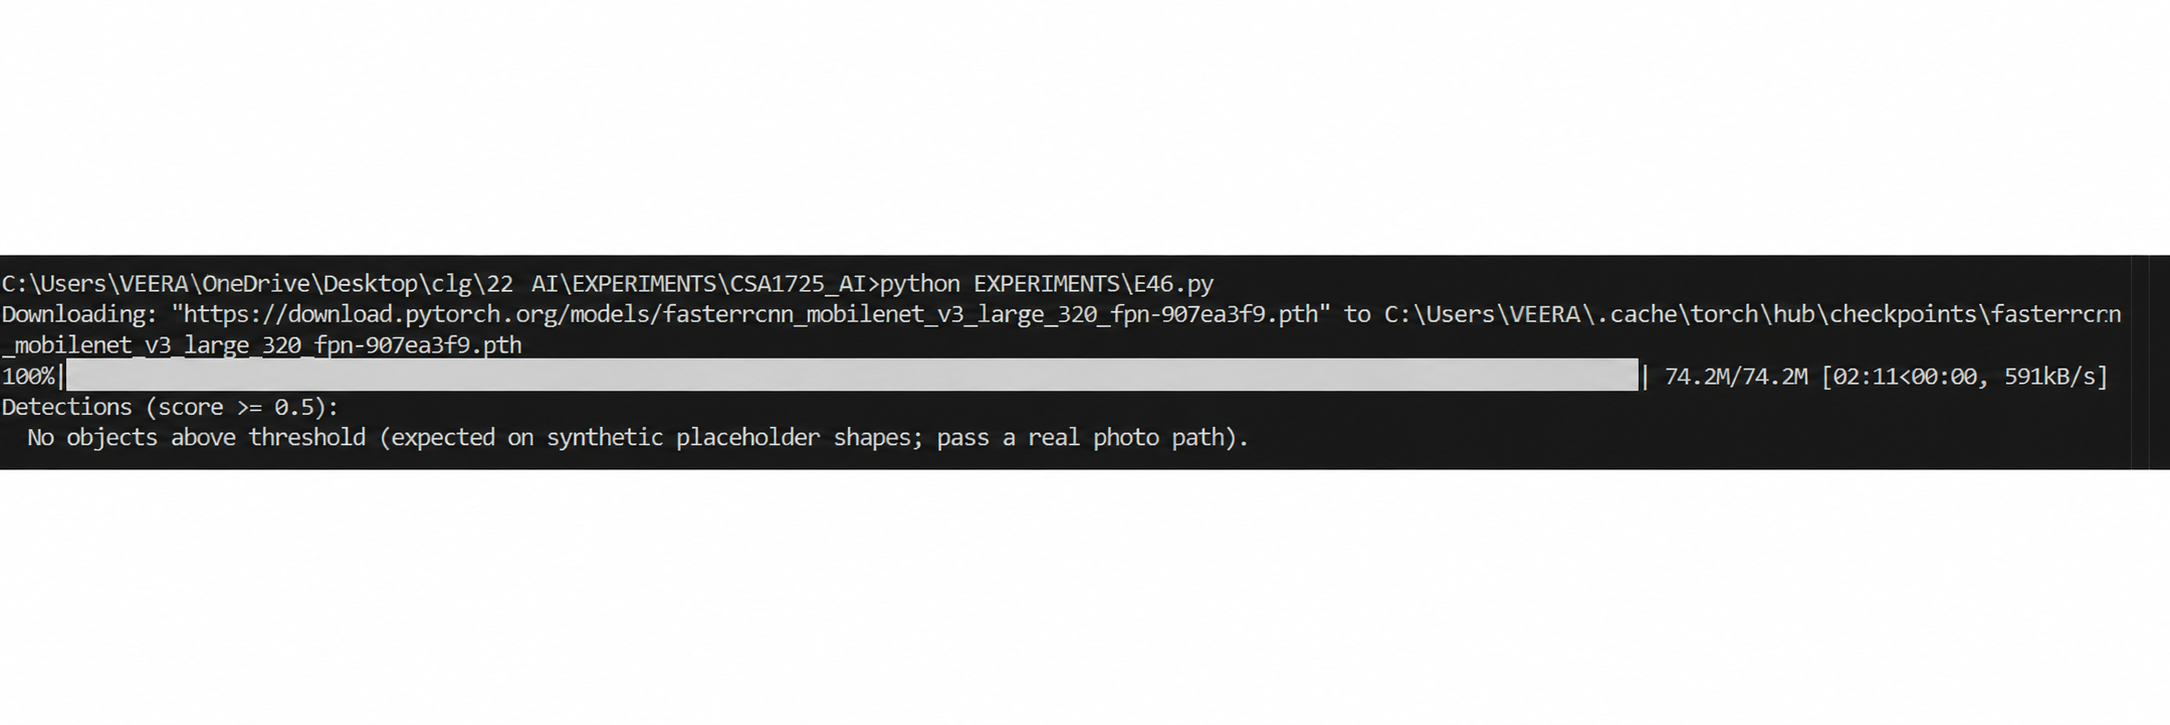 C:\Users\VEERA\OneDrive\Desktop\clg\22 AI\EXPERIMENTS\CSA1725_AI>python EXPERIMENTS\E46.py
Downloading: "https://download.pytorch.org/models/fasterrcnn_mobilenet_v3_large_320_fpn-907ea3f9.pth" to C:\Users\VEERA\.cache\torch\hub\checkpoints\fasterrcrn
_mobilenet_v3_large_320_fpn-907ea3f9.pth
100%|| 74.2M/74.2M [02:11<00:00, 591kB/s]
Detections (score >= 0.5):
  No objects above threshold (expected on synthetic placeholder shapes; pass a real photo path).